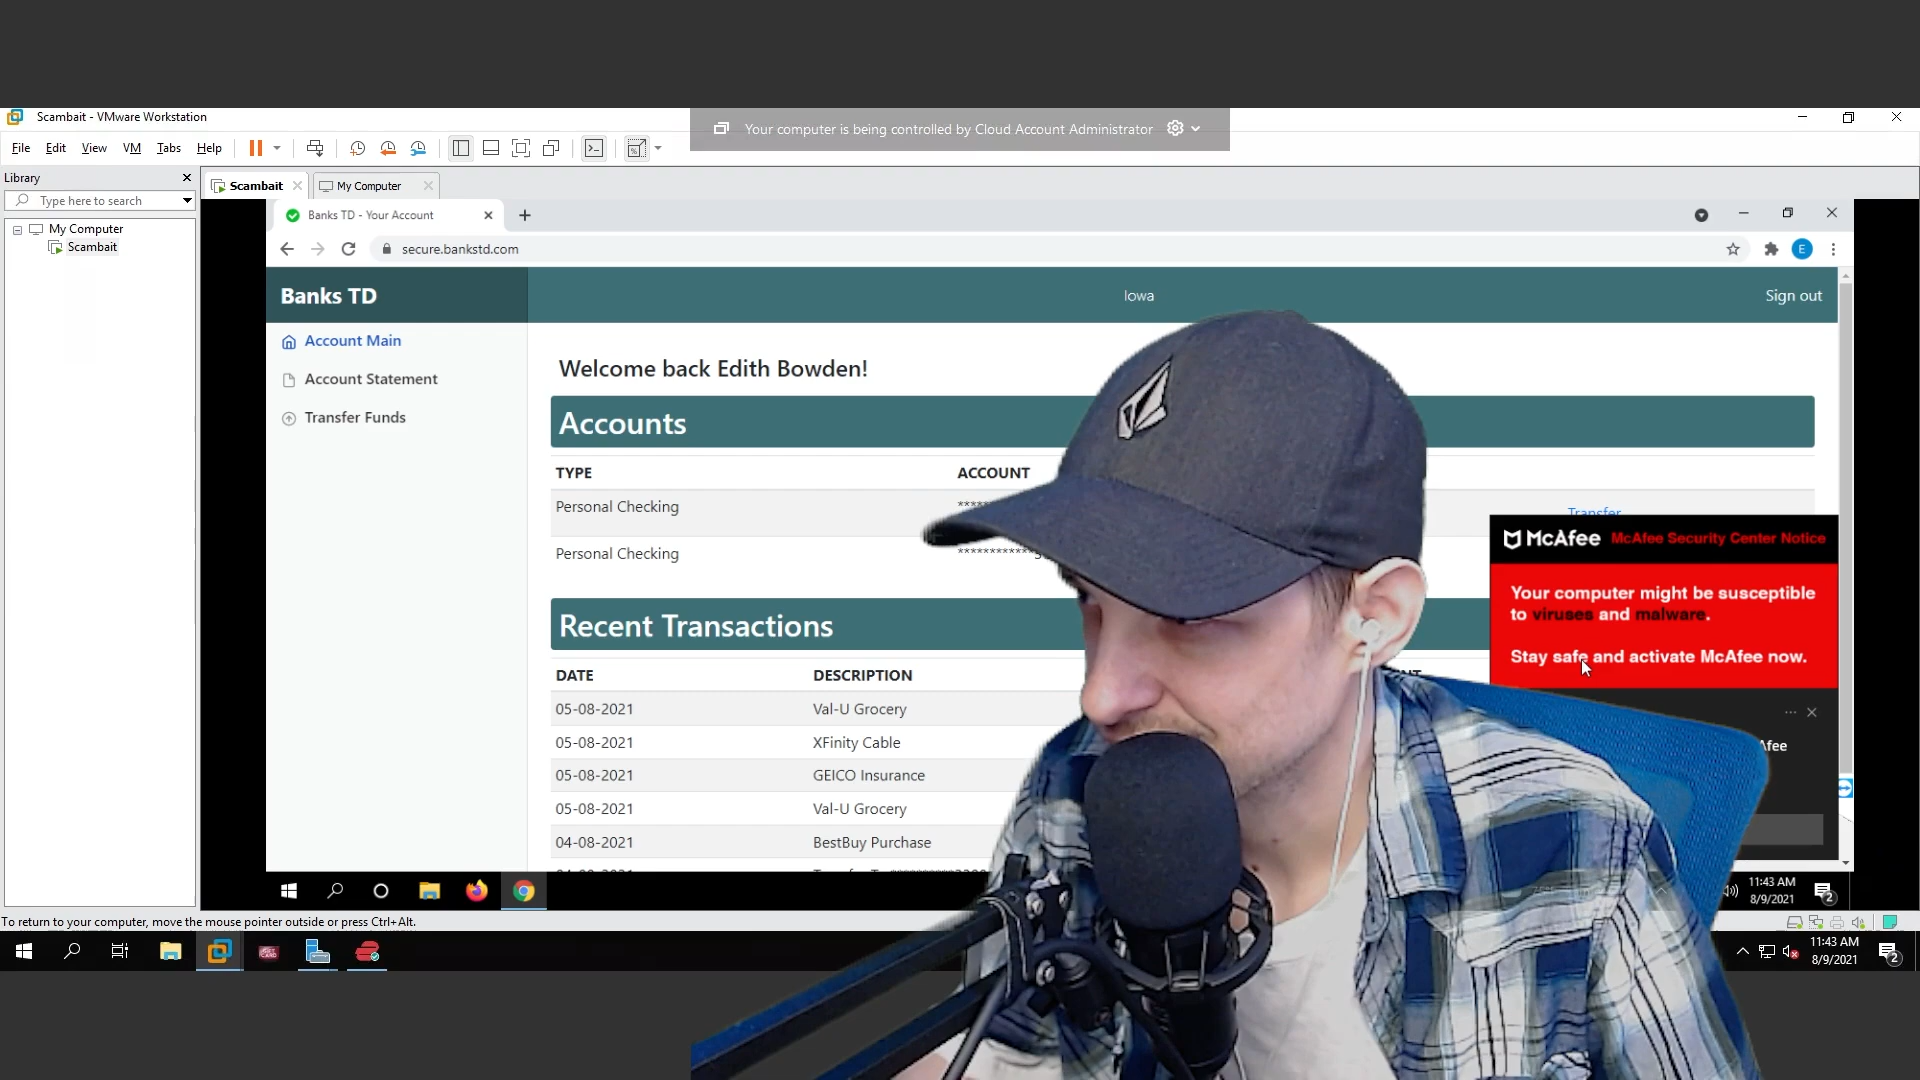 Scambait - VMware Workstation
Your computer is being controlled by Cloud Account Administrator
File Edit View VM Tabs Help
Library
Scambait
My Computer
Type here to search
My Computer
Scambait
Banks TD - Your Account
secure.bankstd.com
E
Banks TD
Iowa
Sign out
Account Main
Account Statement
Transfer Funds
Welcome back Edith Bowden!
Accounts
TYPE ACCOUNT
Personal Checking
Transfer
Personal Checking
McAfee McAfee Security Center Notice
Your computer might be susceptible
to viruses and malware.
Stay safe and activate McAfee now.
Recent Transactions
DATE DESCRIPTION
05-08-2021 Val-U Grocery
05-08-2021 XFinity Cable
05-08-2021 GEICO Insurance
05-08-2021 Val-U Grocery
04-08-2021 BestBuy Purchase
11:43 AM
8/9/2021
2
To return to your computer, move the mouse pointer outside or press Ctrl+Alt.
11:43 AM
8/9/2021
2